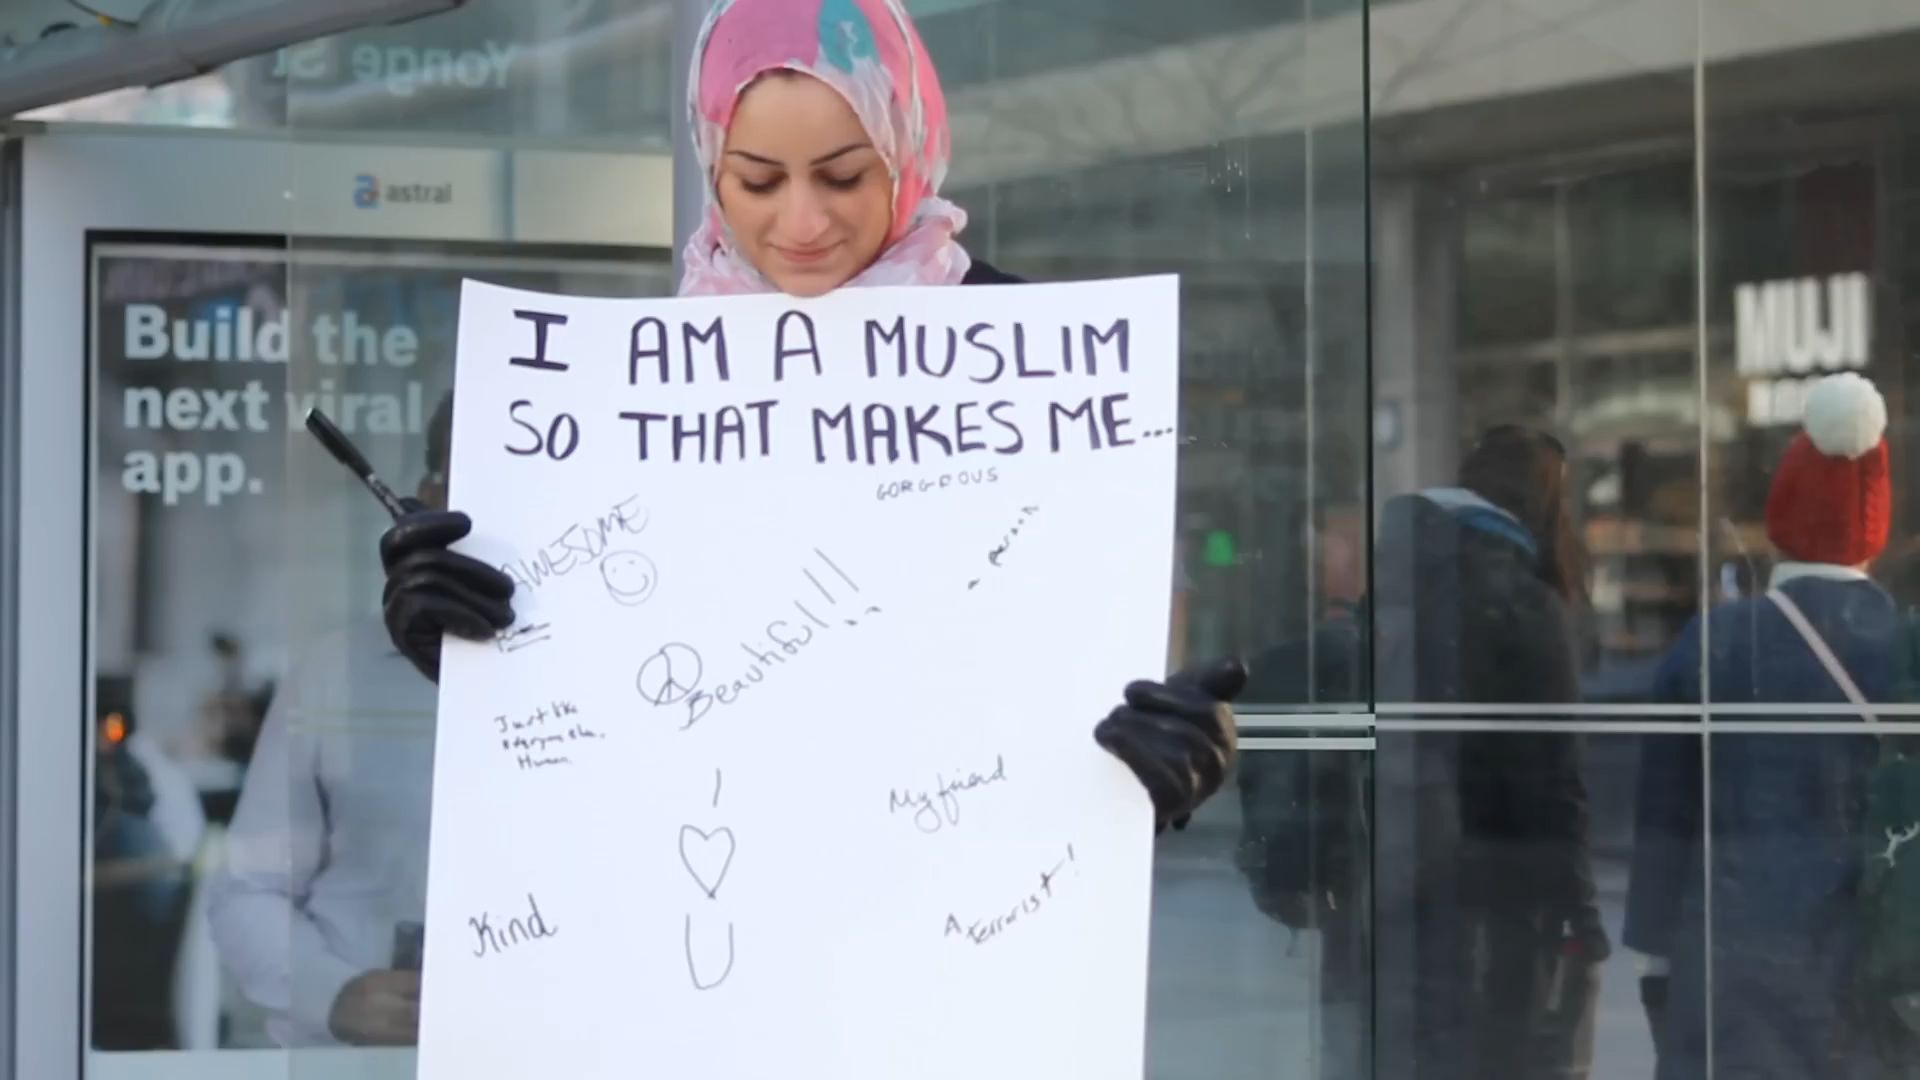 Yonge St
astral
Build the
next viral
app.
MUJI
I AM A MUSLIM
SO THAT MAKES ME...
GORGEOUS
AWESOME
a person
Beautiful!!
Just like
everyone else.
Human.
I
U
My friend
Kind
A terrorist!